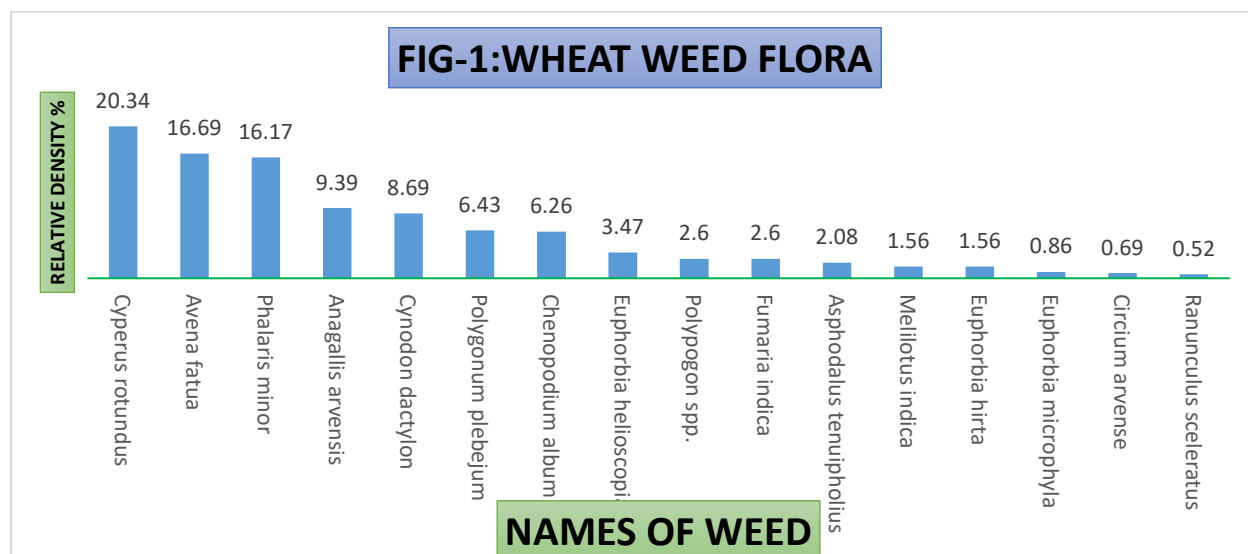 FIG-1:WHEAT WEED FLORA
RELATIVE DENSITY %
20.34
16.69
16.17
9.39
8.69
6.43
6.26
3.47
2.6
2.6
2.08
1.56
1.56
0.86
0.69
0.52
Cyperus rotundus
Avena fatua
Phalaris minor
Anagallis arvensis
Cynodon dactylon
Polygonum plebejum
Chenopodium album
Euphorbia helioscopia
Polypogon spp.
Fumaria indica
Asphodalus tenuipholius
Melilotus indica
Euphorbia hirta
Euphorbia microphyla
Circium arvense
Ranunculus sceleratus
NAMES OF WEED